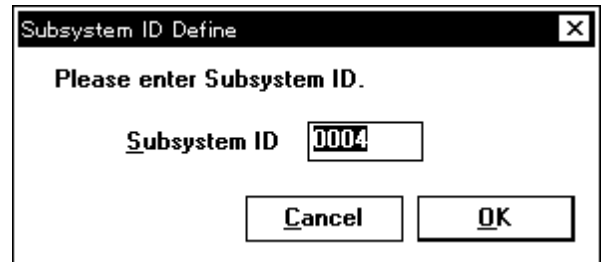 Subsystem ID Define
Please enter Subsystem ID.
Subsystem ID 0004
Cancel OK